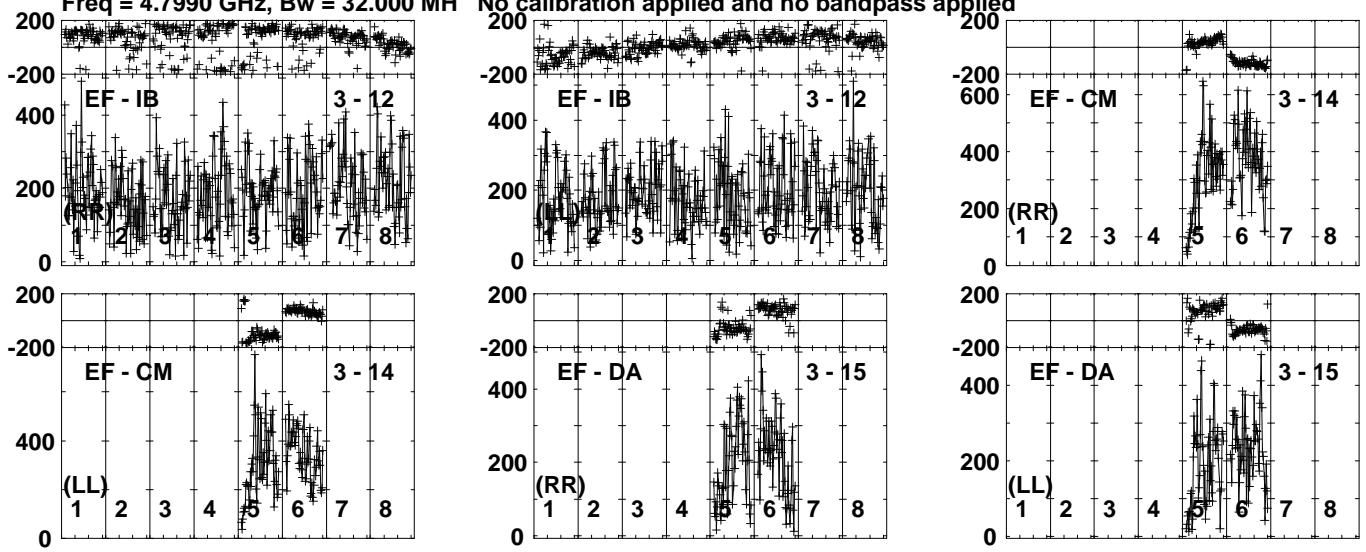 Freq = 4.7990 GHz, Bw = 32.000 MH No calibration applied and no bandpass applied
200
-200
400
200
0
EF - IB 3 - 12
(RR)
1 2 3 4 5 6 7 8
200
-200
400
200
0
EF - IB 3 - 12
(LL)
1 2 3 4 5 6 7 8
200
-200
600
400
200
0
EF - CM 3 - 14
(RR)
1 2 3 4 5 6 7 8
200
-200
400
0
EF - CM 3 - 14
(LL)
1 2 3 4 5 6 7 8
200
-200
400
200
0
EF - DA 3 - 15
(RR)
1 2 3 4 5 6 7 8
200
-200
400
200
0
EF - DA 3 - 15
(LL)
1 2 3 4 5 6 7 8